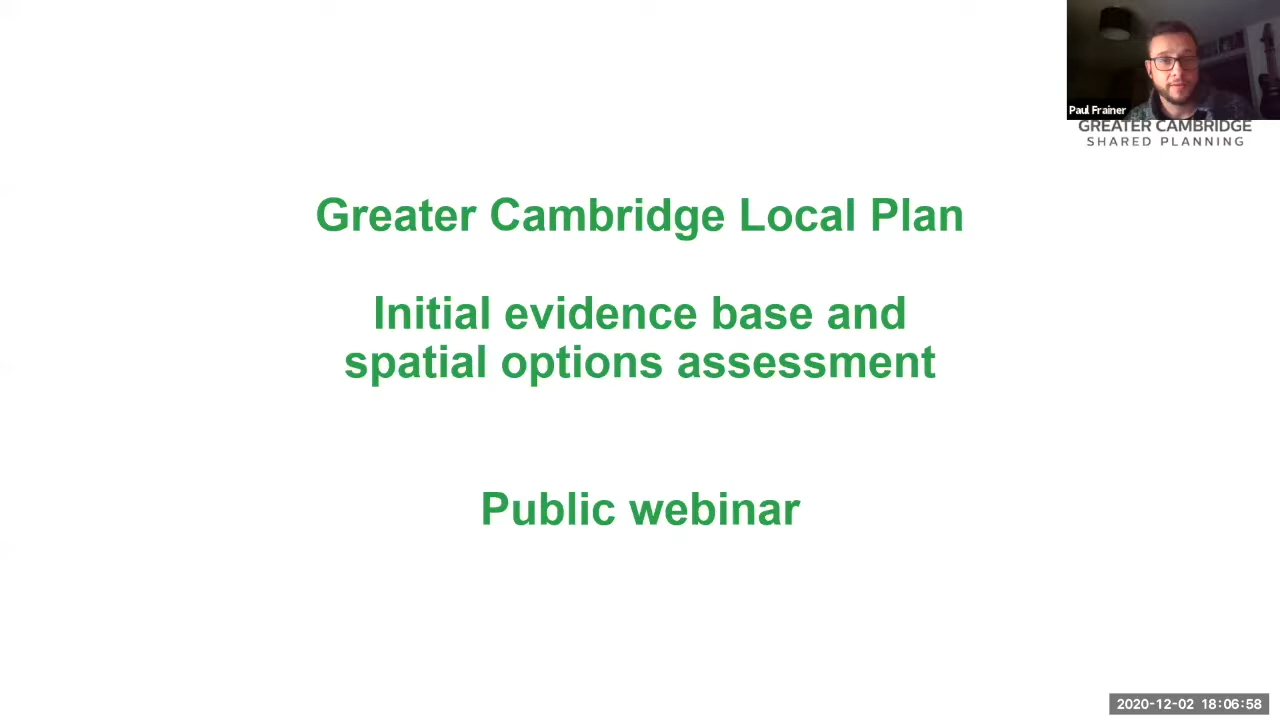 Paul Frainer
GREATER CAMBRIDGE
SHARED PLANNING
Greater Cambridge Local Plan
Initial evidence base and
spatial options assessment
Public webinar
2020-12-02 18:06:58